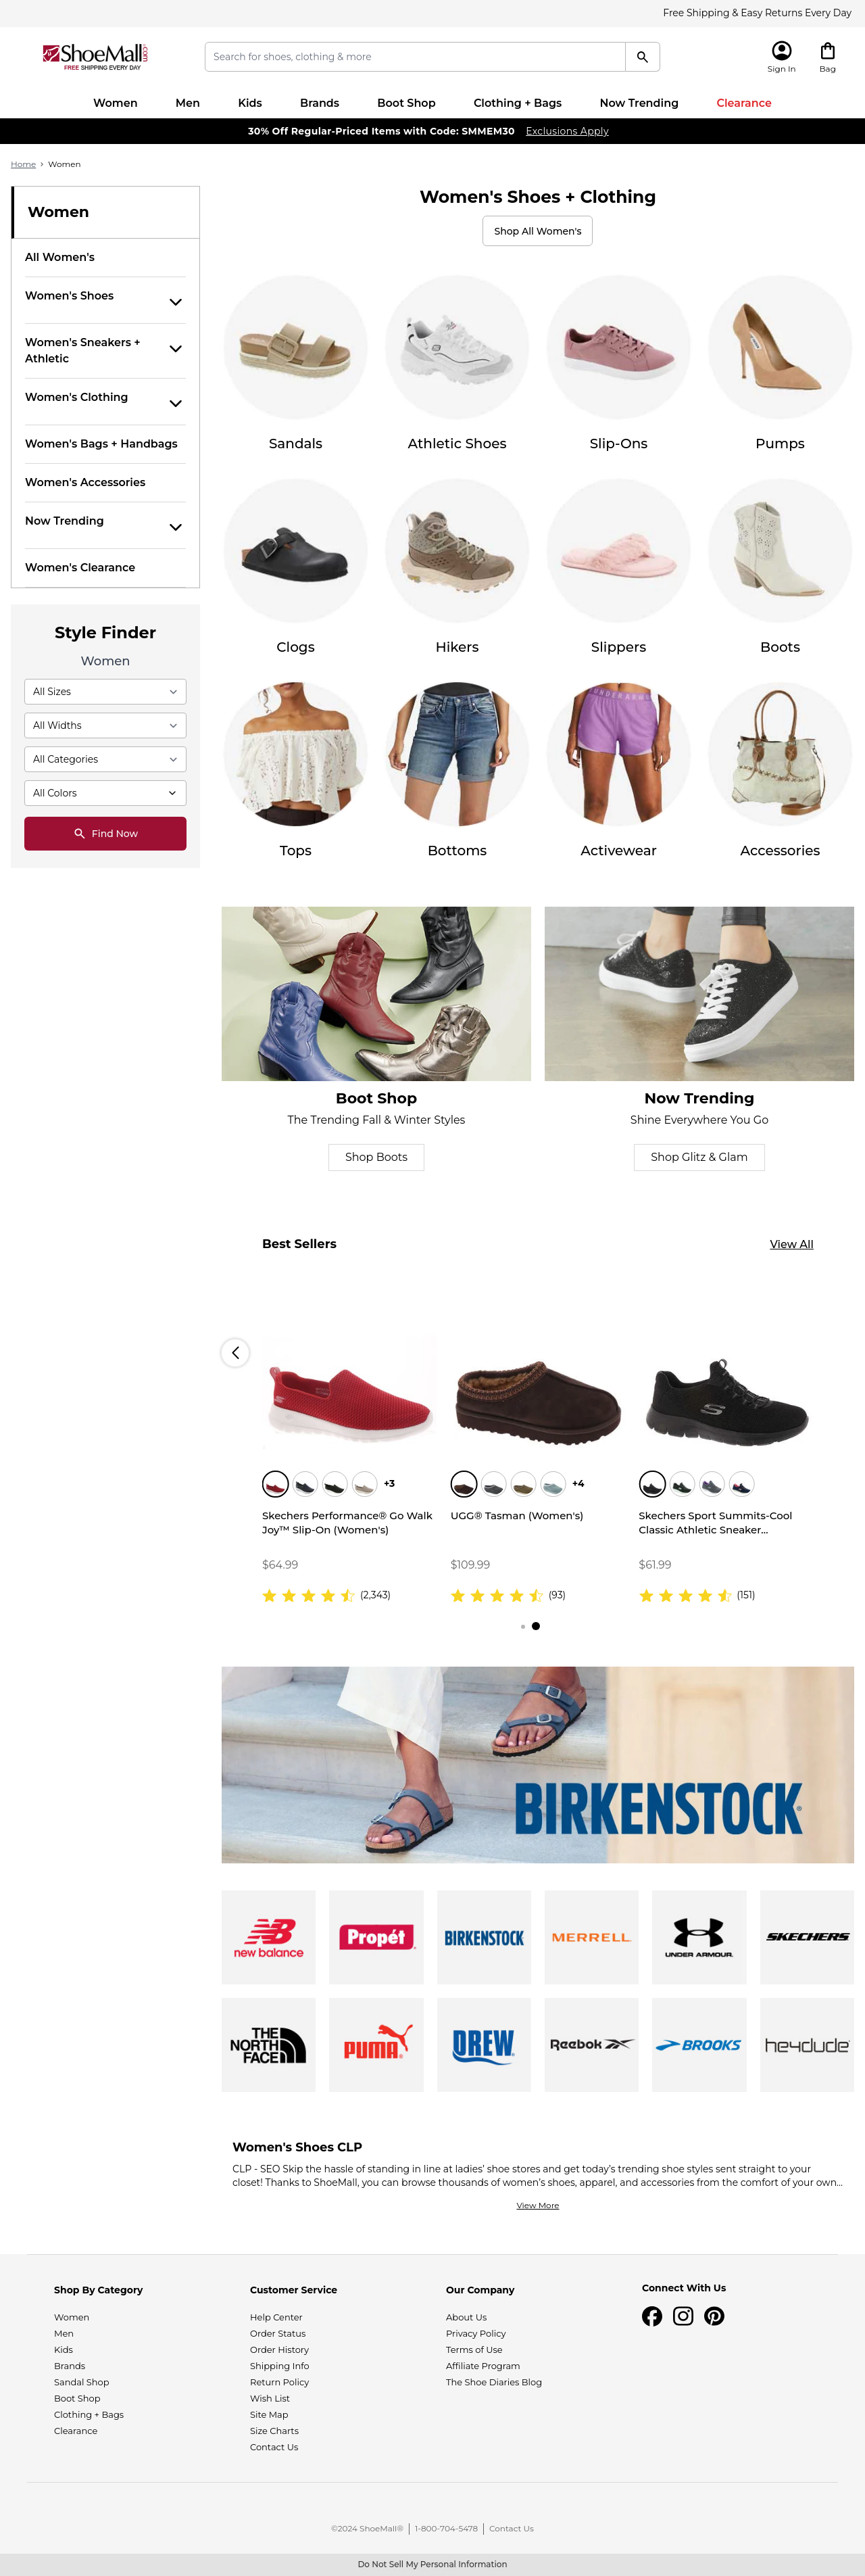 Free Shipping & Easy Returns Every Day
ShoeMall.com
FREE SHIPPING EVERY DAY
Search for shoes, clothing & more
Sign In
Bag
Women
Men
Kids
Brands
Boot Shop
Clothing + Bags
Now Trending
Clearance
30% Off Regular-Priced Items with Code: SMMEM30 Exclusions Apply
Home › Women
Women
All Women's
Women's Shoes
Women's Sneakers +
Athletic
Women's Clothing
Women's Bags + Handbags
Women's Accessories
Now Trending
Women's Clearance
Style Finder
Women
All Sizes
All Widths
All Categories
All Colors
Find Now
Women's Shoes + Clothing
Shop All Women's
Sandals
Athletic Shoes
Slip-Ons
Pumps
Clogs
Hikers
Slippers
Boots
UNDER ARMOUR
Tops
Bottoms
Activewear
Accessories
Boot Shop
The Trending Fall & Winter Styles
Shop Boots
Now Trending
Shine Everywhere You Go
Shop Glitz & Glam
Best Sellers
View All
+3
Skechers Performance® Go Walk
Joy™ Slip-On (Women's)
$64.99
(2,343)
+4
UGG® Tasman (Women's)
$109.99
(93)
Skechers Sport Summits-Cool
Classic Athletic Sneaker...
$61.99
(151)
BIRKENSTOCK®
new balance
Propét
BIRKENSTOCK
MERRELL
UNDER ARMOUR
SKECHERS
THE
NORTH
FACE
PUMA
DREW
Reebok
BROOKS
heydude
Women's Shoes CLP
CLP - SEO Skip the hassle of standing in line at ladies’ shoe stores and get today’s trending shoe styles sent straight to your
closet! Thanks to ShoeMall, you can browse thousands of women’s shoes, apparel, and accessories from the comfort of your own...
View More
Shop By Category
Women
Men
Kids
Brands
Sandal Shop
Boot Shop
Clothing + Bags
Clearance
Customer Service
Help Center
Order Status
Order History
Shipping Info
Return Policy
Wish List
Site Map
Size Charts
Contact Us
Our Company
About Us
Privacy Policy
Terms of Use
Affiliate Program
The Shoe Diaries Blog
Connect With Us
©2024 ShoeMall® | 1-800-704-5478 | Contact Us
Do Not Sell My Personal Information